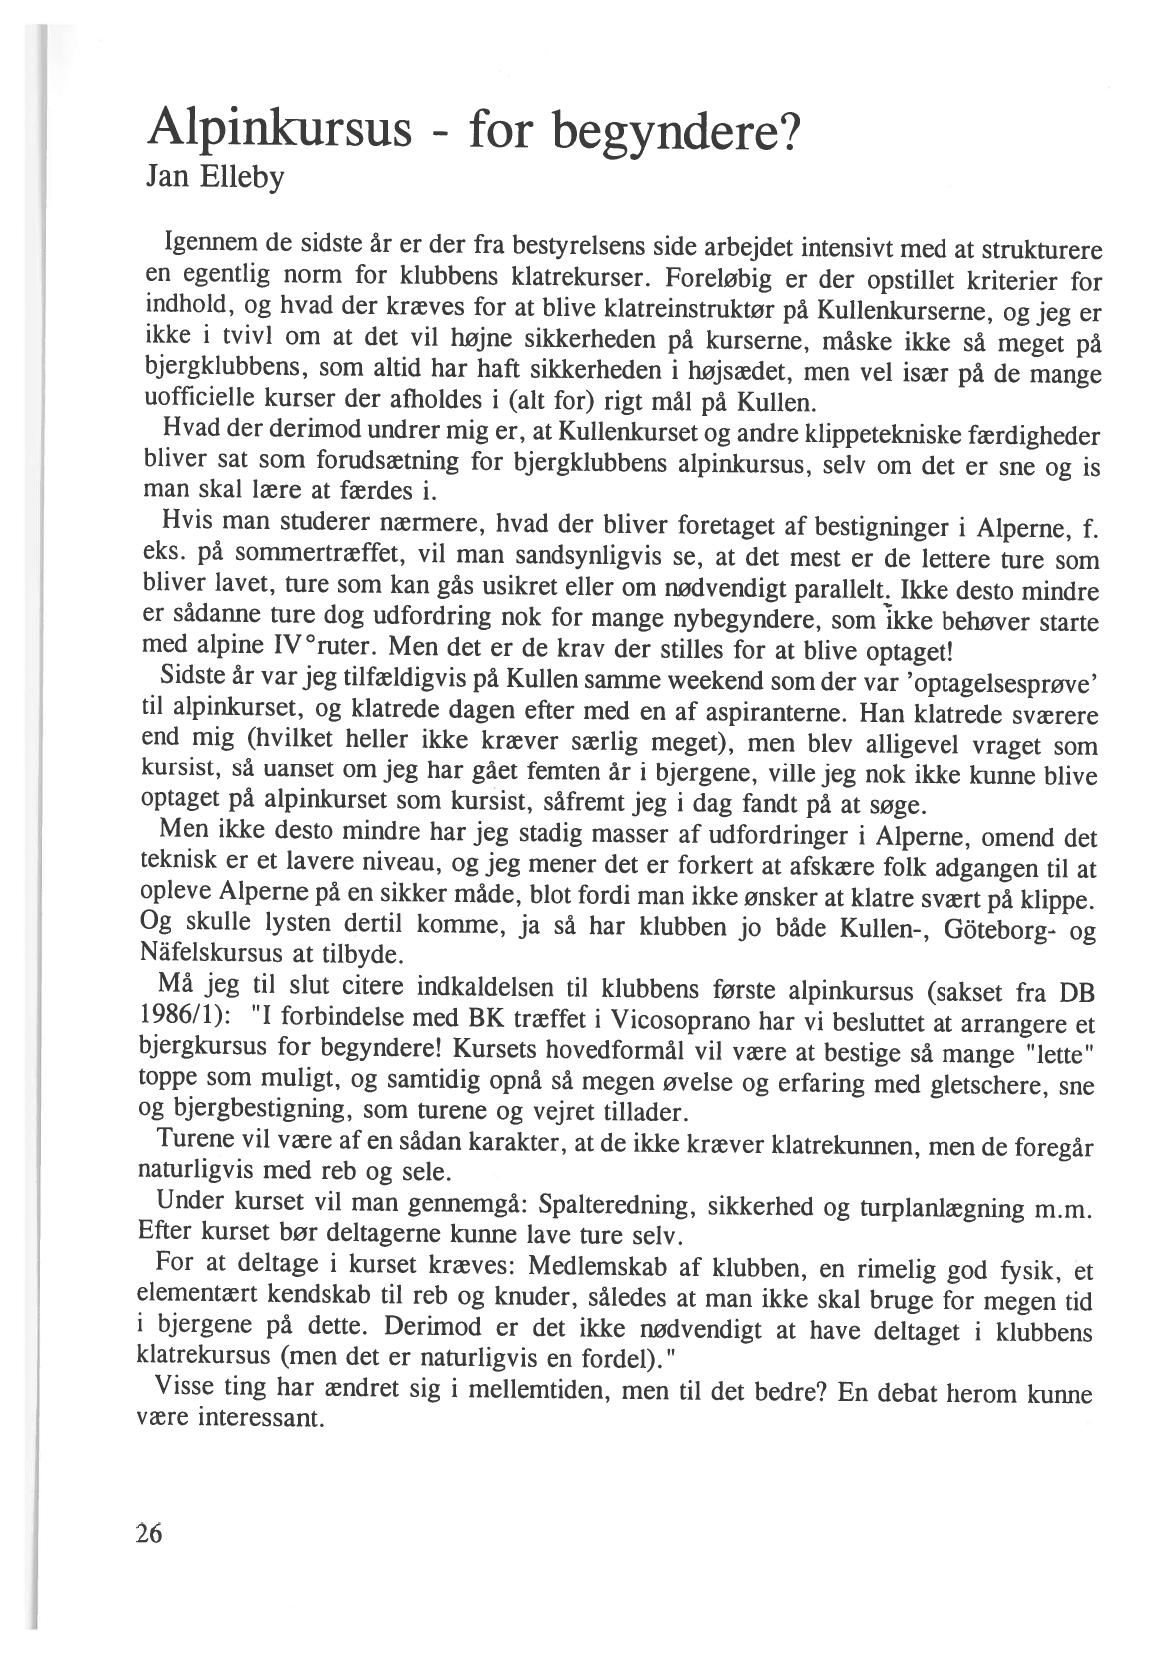 Alpinkursus - for begyndere?
Jan Elleby
Igennem de sidste år er der fra bestyrelsens side arbejdet intensivt med at strukturere
en egentlig norm for klubbens klatrekurser. Foreløbig er der opstillet kriterier for
indhold, og hvad der kræves for at blive klatreinstruktør på Kullenkurserne, og jeg er
ikke i tvivl om at det vil højne sikkerheden på kurserne, måske ikke så meget på
bjergklubbens, som altid har haft sikkerheden i højsædet, men vel især på de mange
uofficielle kurser der afholdes i (alt for) rigt mål på Kullen.
Hvad der derimod undrer mig er, at Kullenkurset og andre klippetekniske færdigheder
bliver sat som forudsætning for bjergklubbens alpinkursus, selv om det er sne og is
man skal lære at færdes i.
Hvis man studerer nærmere, hvad der bliver foretaget af bestigninger i Alperne, f.
eks. på sommertræffet, vil man sandsynligvis se, at det mest er de lettere ture som
bliver lavet, ture som kan gås usikret eller om nødvendigt parallelt. Ikke desto mindre
er sådanne ture dog udfordring nok for mange nybegyndere, som ikke behøver starte
med alpine IV°ruter. Men det er de krav der stilles for at blive optaget!
Sidste år var jeg tilfældigvis på Kullen samme weekend som der var 'optagelsesprøve'
til alpinkurset, og klatrede dagen efter med en af aspiranterne. Han klatrede sværere
end mig (hvilket heller ikke kræver særlig meget), men blev alligevel vraget som
kursist, så uanset om jeg har gået femten år i bjergene, ville jeg nok ikke kunne blive
optaget på alpinkurset som kursist, såfremt jeg i dag fandt på at søge.
Men ikke desto mindre har jeg stadig masser af udfordringer i Alperne, omend det
teknisk er et lavere niveau, og jeg mener det er forkert at afskære folk adgangen til at
opleve Alperne på en sikker måde, blot fordi man ikke ønsker at klatre svært på klippe.
Og skulle lysten dertil komme, ja så har klubben jo både Kullen-, Göteborg- og
Näfelskursus at tilbyde.
Må jeg til slut citere indkaldelsen til klubbens første alpinkursus (sakset fra DB
1986/1): "I forbindelse med BK træffet i Vicosoprano har vi besluttet at arrangere et
bjergkursus for begyndere! Kursets hovedformål vil være at bestige så mange "lette"
toppe som muligt, og samtidig opnå så megen øvelse og erfaring med gletschere, sne
og bjergbestigning, som turene og vejret tillader.
Turene vil være af en sådan karakter, at de ikke kræver klatrekunnen, men de foregår
naturligvis med reb og sele.
Under kurset vil man gennemgå: Spalteredning, sikkerhed og turplanlægning m.m.
Efter kurset bør deltagerne kunne lave ture selv.
For at deltage i kurset kræves: Medlemskab af klubben, en rimelig god fysik, et
elementært kendskab til reb og knuder, således at man ikke skal bruge for megen tid
i bjergene på dette. Derimod er det ikke nødvendigt at have deltaget i klubbens
klatrekursus (men det er naturligvis en fordel)."
Visse ting har ændret sig i mellemtiden, men til det bedre? En debat herom kunne
være interessant.
26